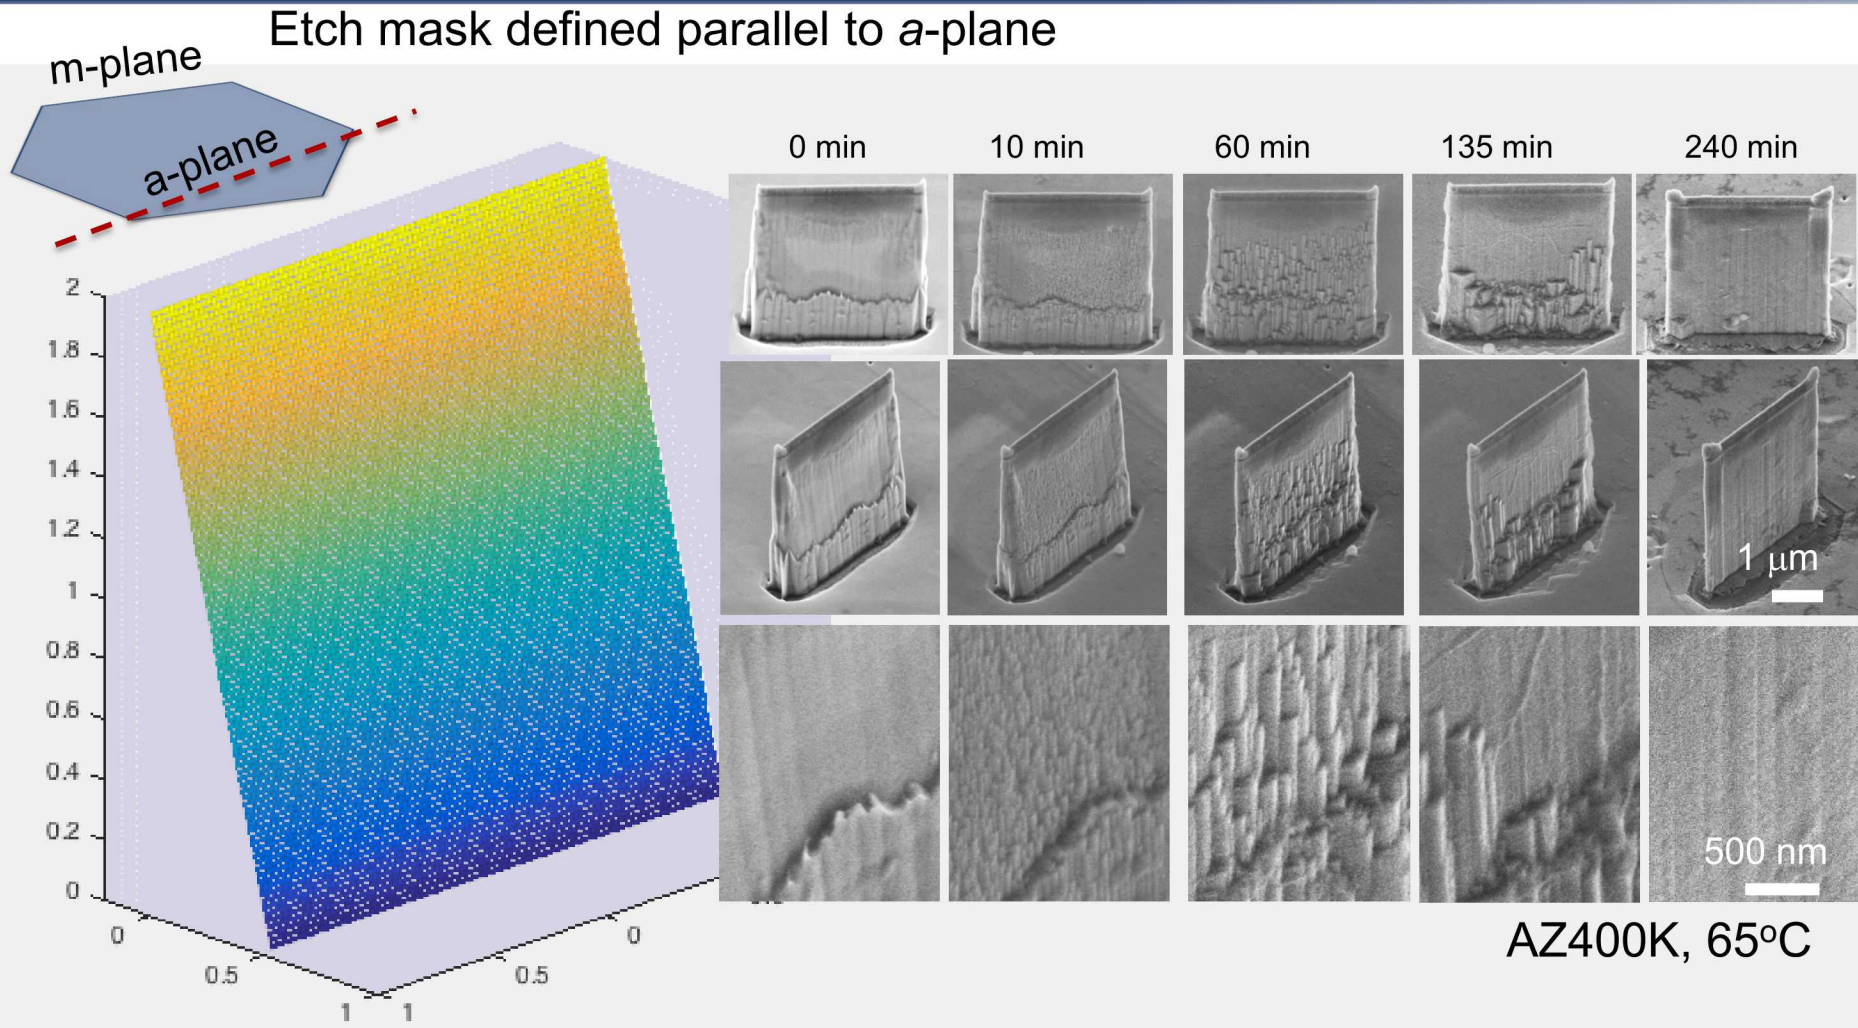 Etch mask defined parallel to a-plane
m-plane
a-plane
0 min
10 min
60 min
135 min
240 min
2
1.8
1.6
1.4
1.2
1
0.8
0.6
0.4
0.2
0
0
0.5
1
1
0.5
0
1 μm
500 nm
AZ400K, 65°C